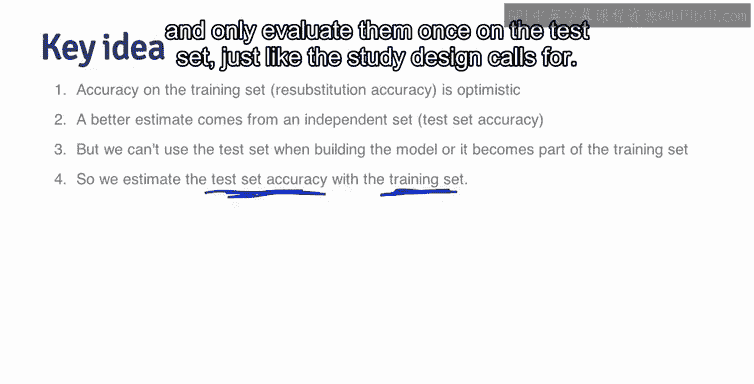 and only evaluate them once on the test
set, just like the study design calls for.
Key idea
1. Accuracy on the training set (resubstitution accuracy) is optimistic
2. A better estimate comes from an independent set (test set accuracy)
3. But we can't use the test set when building the model or it becomes part of the training set
4. So we estimate the test set accuracy with the training set.